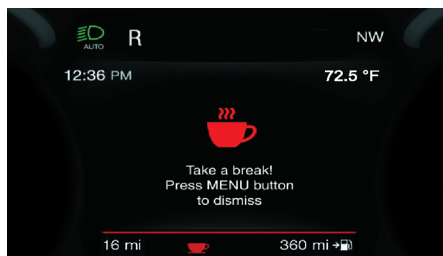 AUTO R NW
12:36 PM 72.5 °F
Take a break!
Press MENU button
to dismiss
16 mi 360 mi